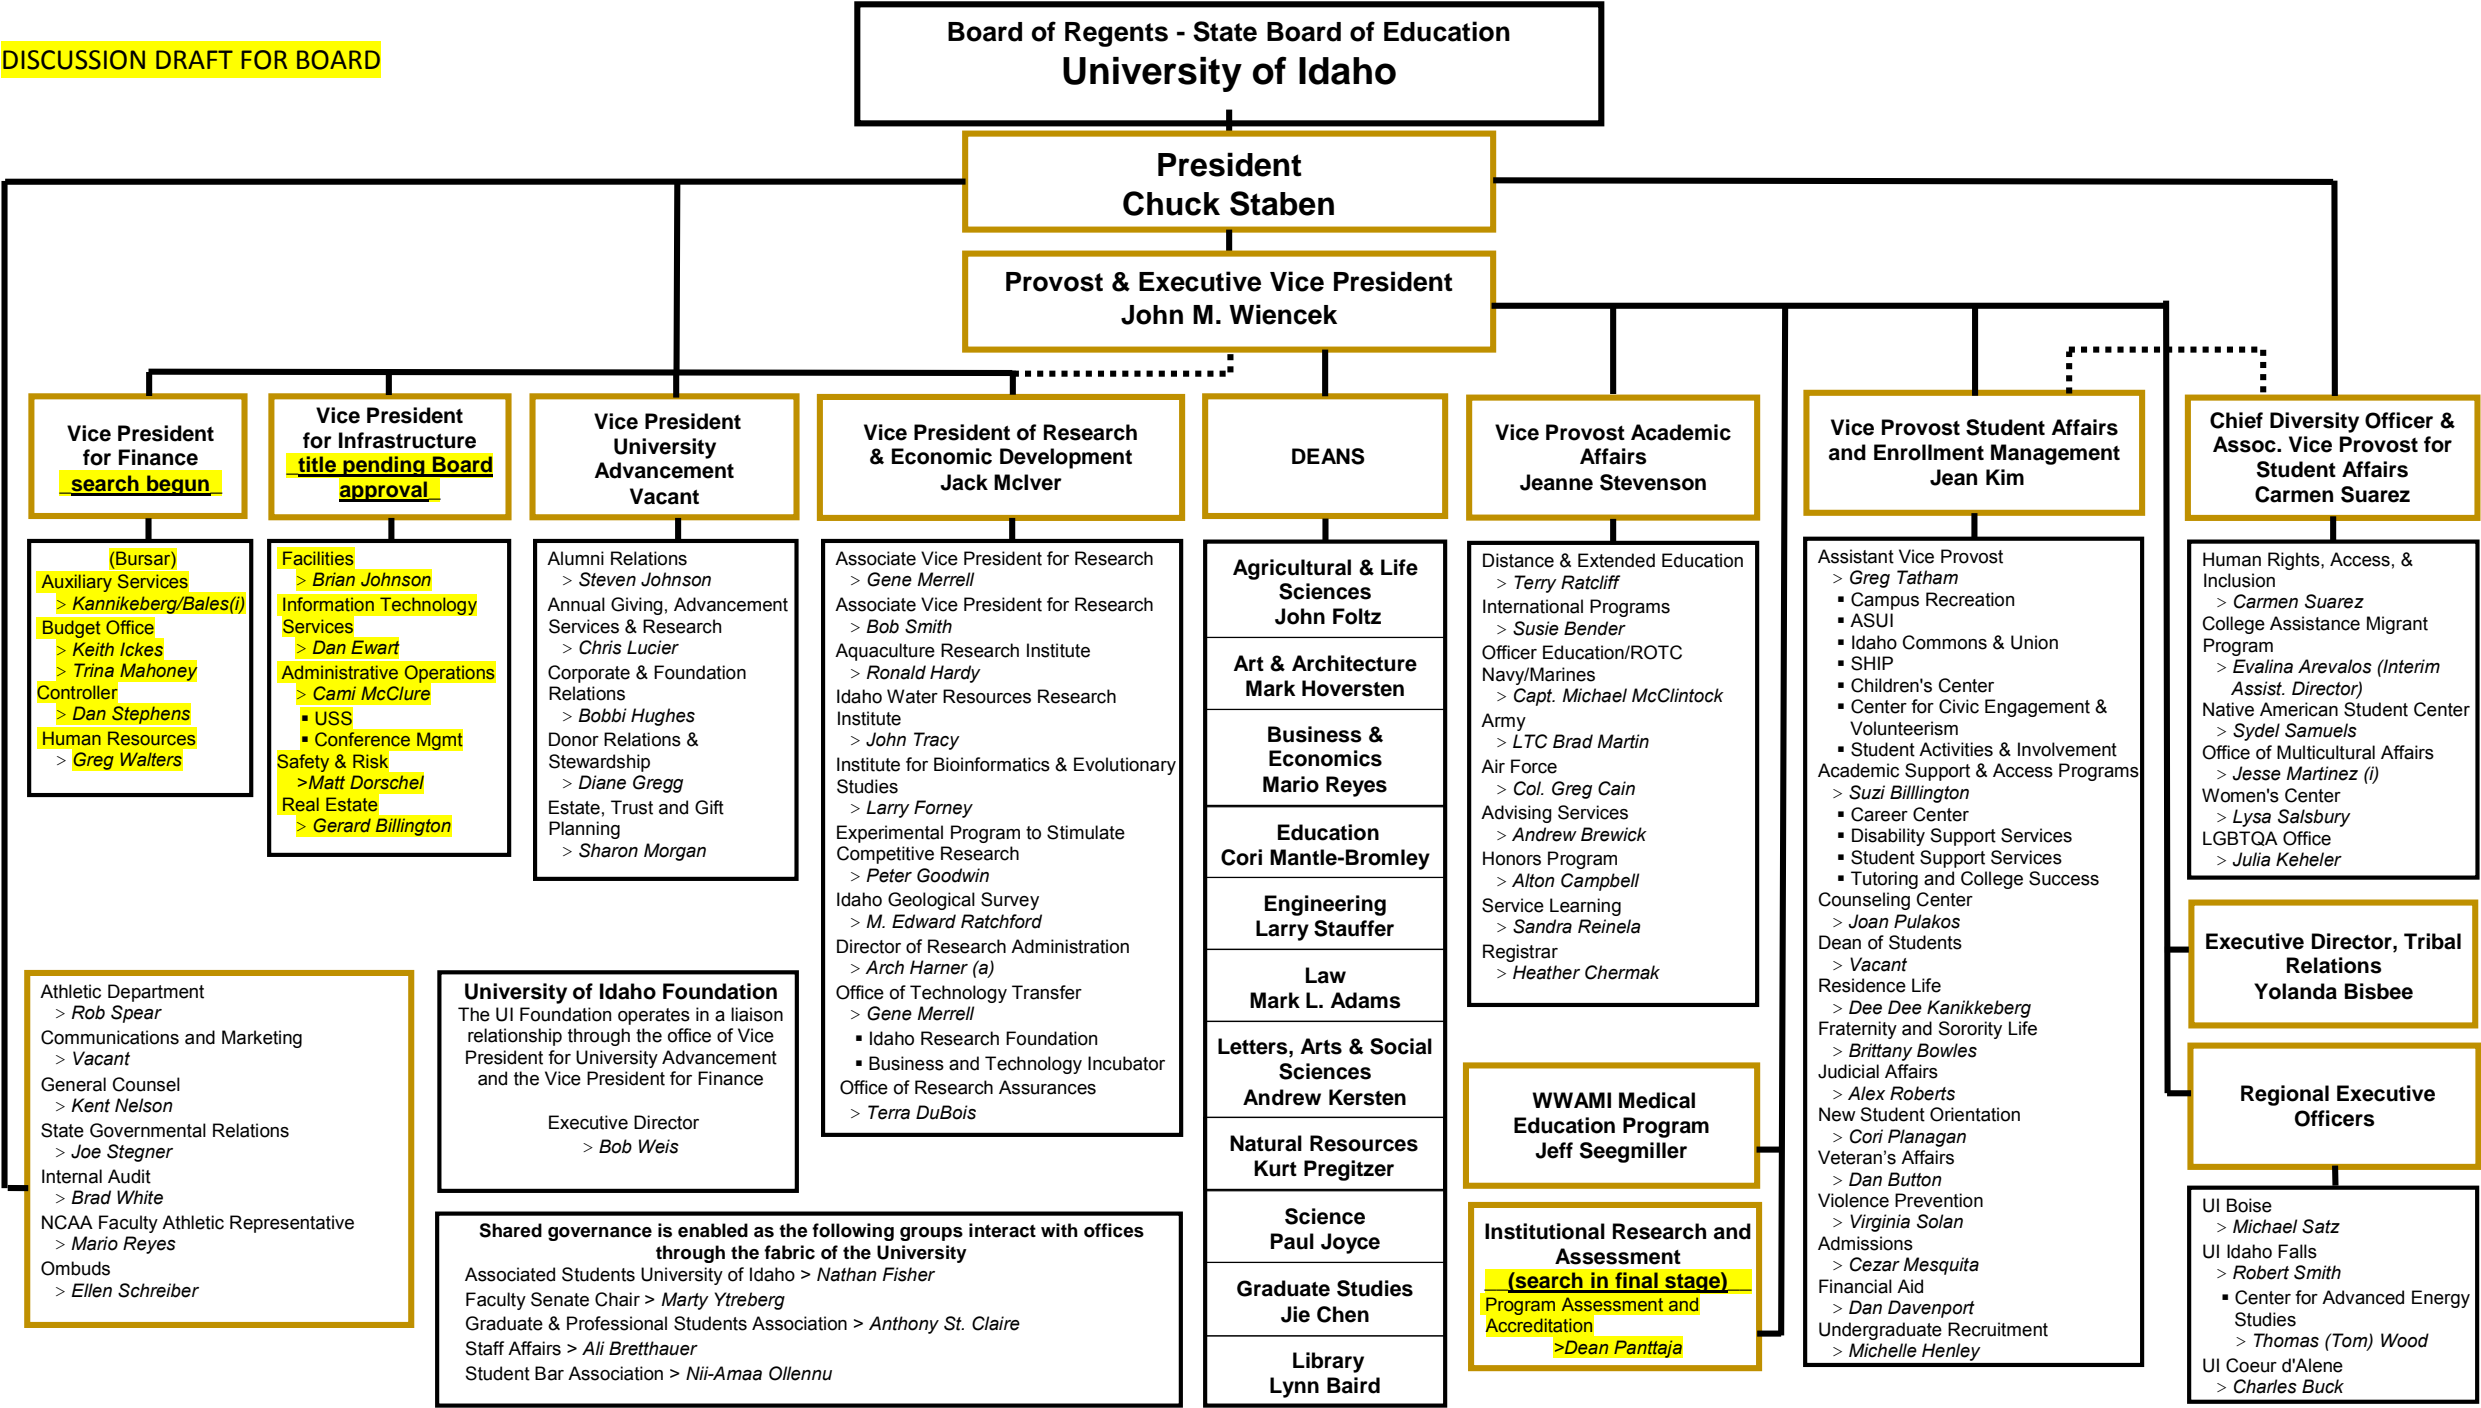 DISCUSSION DRAFT FOR BOARD
Board of Regents - State Board of Education
University of Idaho
President
Chuck Staben
Provost & Executive Vice President
John M. Wiencek
Vice President
for Finance
search begun
(Bursar)
Auxiliary Services
> Kannikeberg/Bales(i)
Budget Office
> Keith Ickes
> Trina Mahoney
Controller
> Dan Stephens
Human Resources
> Greg Walters
Vice President
for Infrastructure
title pending Board
approval
Facilities
> Brian Johnson
Information Technology
Services
> Dan Ewart
Administrative Operations
> Cami McClure
▪ USS
▪ Conference Mgmt
Safety & Risk
>Matt Dorschel
Real Estate
> Gerard Billington
Vice President
University
Advancement
Vacant
Alumni Relations
> Steven Johnson
Annual Giving, Advancement
Services & Research
> Chris Lucier
Corporate & Foundation
Relations
> Bobbi Hughes
Donor Relations &
Stewardship
> Diane Gregg
Estate, Trust and Gift
Planning
> Sharon Morgan
Vice President of Research
& Economic Development
Jack McIver
Associate Vice President for Research
> Gene Merrell
Associate Vice President for Research
> Bob Smith
Aquaculture Research Institute
> Ronald Hardy
Idaho Water Resources Research
Institute
> John Tracy
Institute for Bioinformatics & Evolutionary
Studies
> Larry Forney
Experimental Program to Stimulate
Competitive Research
> Peter Goodwin
Idaho Geological Survey
> M. Edward Ratchford
Director of Research Administration
> Arch Harner (a)
Office of Technology Transfer
> Gene Merrell
▪ Idaho Research Foundation
▪ Business and Technology Incubator
Office of Research Assurances
> Terra DuBois
DEANS
Agricultural & Life
Sciences
John Foltz
Art & Architecture
Mark Hoversten
Business &
Economics
Mario Reyes
Education
Cori Mantle-Bromley
Engineering
Larry Stauffer
Law
Mark L. Adams
Letters, Arts & Social
Sciences
Andrew Kersten
Natural Resources
Kurt Pregitzer
Science
Paul Joyce
Graduate Studies
Jie Chen
Library
Lynn Baird
Vice Provost Academic
Affairs
Jeanne Stevenson
Distance & Extended Education
> Terry Ratcliff
International Programs
> Susie Bender
Officer Education/ROTC
Navy/Marines
> Capt. Michael McClintock
Army
> LTC Brad Martin
Air Force
> Col. Greg Cain
Advising Services
> Andrew Brewick
Honors Program
> Alton Campbell
Service Learning
> Sandra Reinela
Registrar
> Heather Chermak
WWAMI Medical
Education Program
Jeff Seegmiller
Institutional Research and
Assessment
(search in final stage)
Program Assessment and
Accreditation
>Dean Panttaja
Vice Provost Student Affairs
and Enrollment Management
Jean Kim
Assistant Vice Provost
> Greg Tatham
▪ Campus Recreation
▪ ASUI
▪ Idaho Commons & Union
▪ SHIP
▪ Children's Center
▪ Center for Civic Engagement &
Volunteerism
▪ Student Activities & Involvement
Academic Support & Access Programs
> Suzi Billlington
▪ Career Center
▪ Disability Support Services
▪ Student Support Services
▪ Tutoring and College Success
Counseling Center
> Joan Pulakos
Dean of Students
> Vacant
Residence Life
> Dee Dee Kanikkeberg
Fraternity and Sorority Life
> Brittany Bowles
Judicial Affairs
> Alex Roberts
New Student Orientation
> Cori Planagan
Veteran’s Affairs
> Dan Button
Violence Prevention
> Virginia Solan
Admissions
> Cezar Mesquita
Financial Aid
> Dan Davenport
Undergraduate Recruitment
> Michelle Henley
Chief Diversity Officer &
Assoc. Vice Provost for
Student Affairs
Carmen Suarez
Human Rights, Access, &
Inclusion
> Carmen Suarez
College Assistance Migrant
Program
> Evalina Arevalos (Interim
Assist. Director)
Native American Student Center
> Sydel Samuels
Office of Multicultural Affairs
> Jesse Martinez (i)
Women's Center
> Lysa Salsbury
LGBTQA Office
> Julia Keheler
Executive Director, Tribal
Relations
Yolanda Bisbee
Regional Executive
Officers
UI Boise
> Michael Satz
UI Idaho Falls
> Robert Smith
▪ Center for Advanced Energy
Studies
> Thomas (Tom) Wood
UI Coeur d'Alene
> Charles Buck
Athletic Department
> Rob Spear
Communications and Marketing
> Vacant
General Counsel
> Kent Nelson
State Governmental Relations
> Joe Stegner
Internal Audit
> Brad White
NCAA Faculty Athletic Representative
> Mario Reyes
Ombuds
> Ellen Schreiber
University of Idaho Foundation
The UI Foundation operates in a liaison
relationship through the office of Vice
President for University Advancement
and the Vice President for Finance
Executive Director
> Bob Weis
Shared governance is enabled as the following groups interact with offices
through the fabric of the University
Associated Students University of Idaho > Nathan Fisher
Faculty Senate Chair > Marty Ytreberg
Graduate & Professional Students Association > Anthony St. Claire
Staff Affairs > Ali Bretthauer
Student Bar Association > Nii-Amaa Ollennu